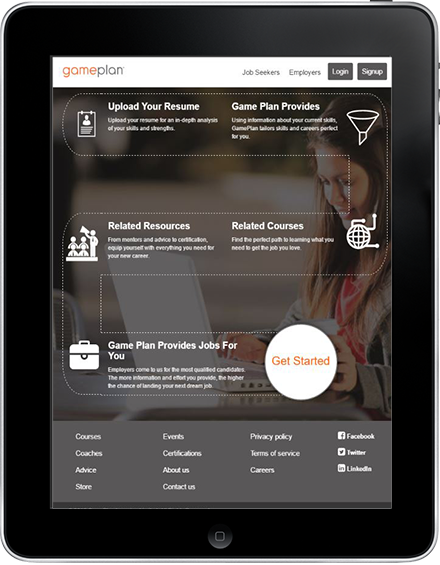 gameplan
Job Seekers Employers Login Signup
Upload Your Resume
Upload your resume for an in-depth analysis
of your skills and strengths.
Game Plan Provides
Using information about your current skills,
GamePlan tailors skills and careers perfect
for you.
Related Resources
From mentors and advice to certification,
equip yourself with everything you need for
your new career.
Related Courses
Find the perfect path to learning what you
need to get the job you love.
Game Plan Provides Jobs For
You
Employers come to us for the most qualified candidates.
The more information and effort you provide, the higher
the chance of landing your next dream job.
Get Started
Courses Events Privacy policy Facebook
Coaches Certifications Terms of service Twitter
Advice About us Careers LinkedIn
Store Contact us